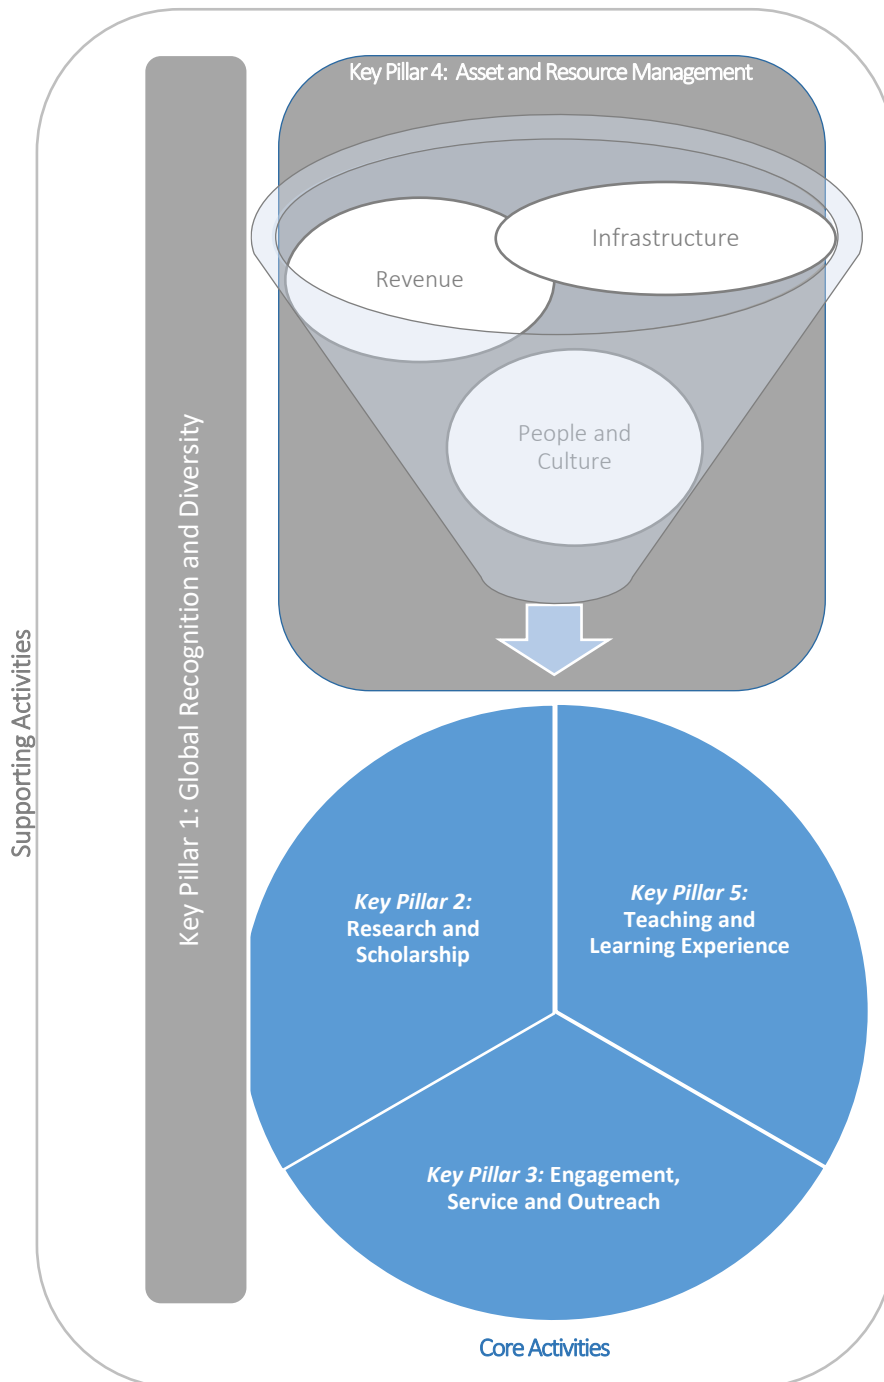 Key Pillar 4:  Asset and Resource Management
Infrastructure
Revenue
People and
Culture
Key Pillar 1: Global Recognition and Diversity
Supporting Activities
Key Pillar 2:
Research and
Scholarship
Key Pillar 5:
Teaching and
Learning Experience
Key Pillar 3: Engagement,
Service and Outreach
Core Activities